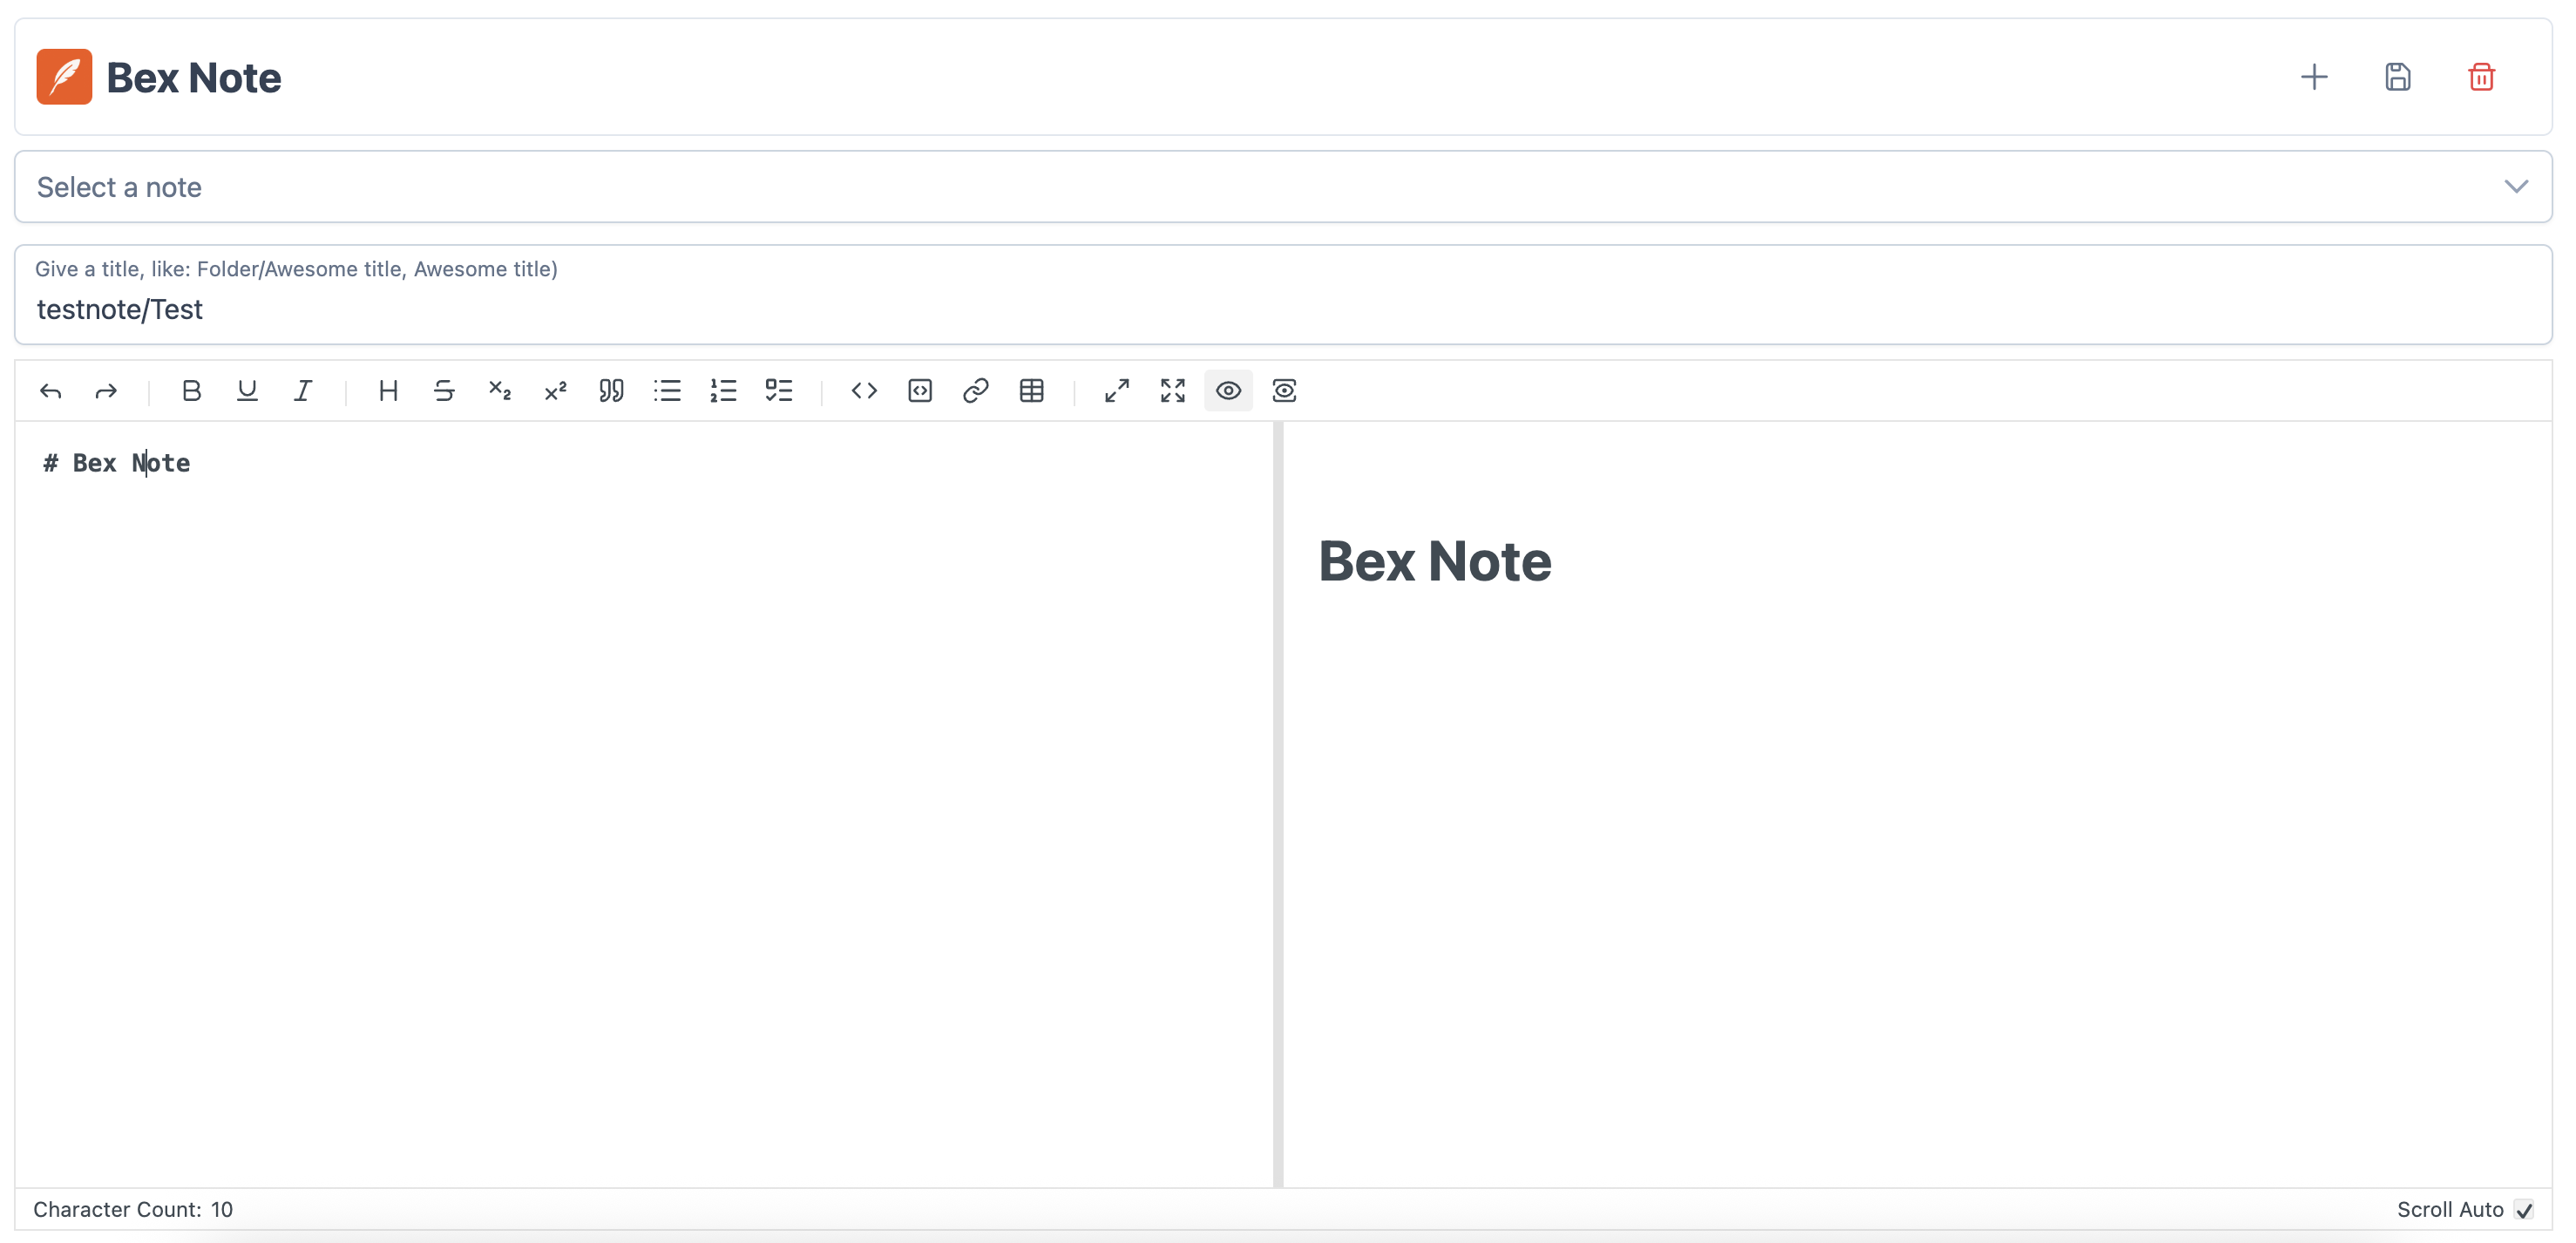 Bex Note
Select a note
Give a title, like: Folder/Awesome title, Awesome title)
testnote/Test
# Bex Note
Bex Note
Character Count: 10
Scroll Auto